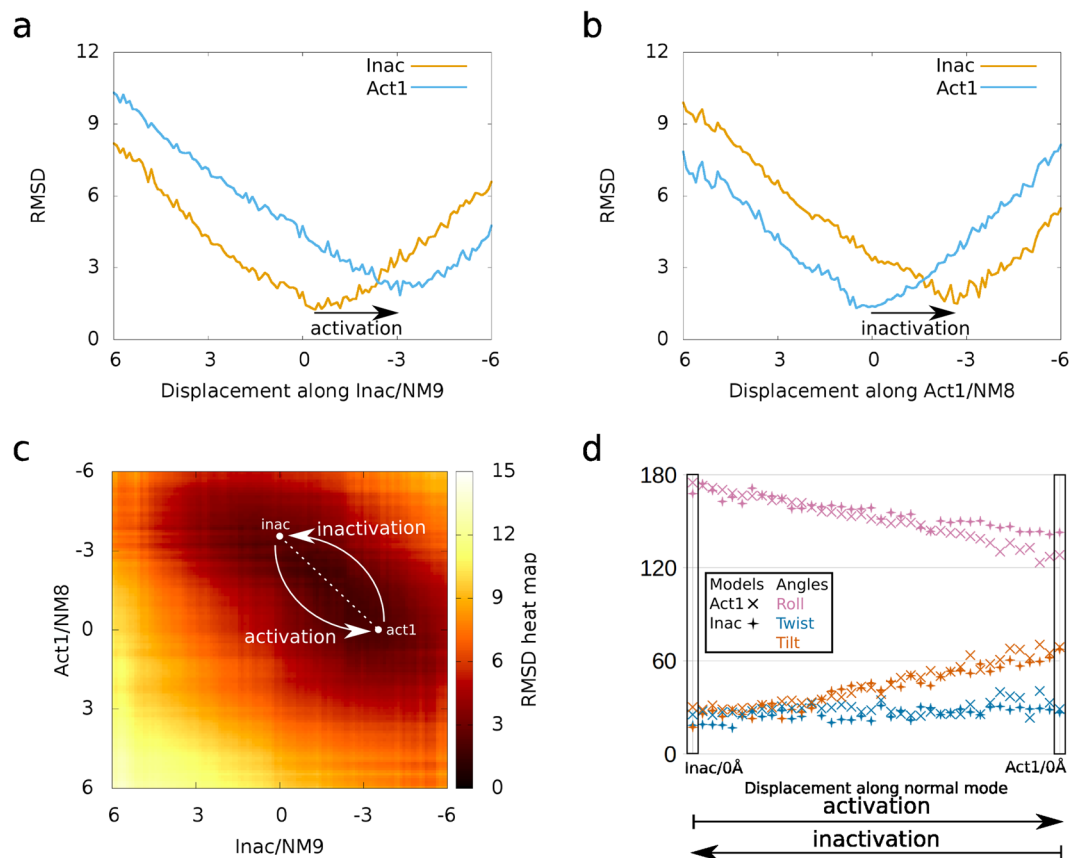 a
12
9
6
3
0
RMSD
Inac
Act1
activation
6 3 0 -3 -6
Displacement along Inac/NM9
b
12
9
6
3
0
RMSD
Inac
Act1
inactivation
6 3 0 -3 -6
Displacement along Act1/NM8
c
-6
-3
0
3
6
Act1/NM8
inac
inactivation
activation
act1
6 3 0 -3 -6
Inac/NM9
15
12
9
6
3
0
RMSD heat map
d
180
120
60
0
Models Angles
Act1 Roll
Inac Twist
Tilt
Inac/0Å Act1/0Å
Displacement along normal mode
activation
inactivation